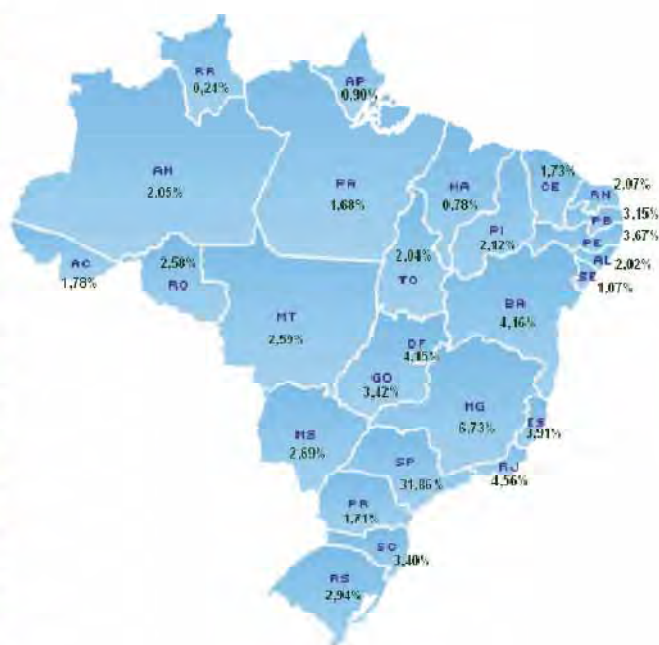 RR
0,24%
AP
0,90%
AM
2.05%
PA
1,68%
MA
0,78%
1,73%
CE
RN
2,07%
PB
3,15%
PI
2,12%
PE
3,67%
AL
2,02%
SE
1,07%
AC
1,78%
2,58%
RO
2,04%
TO
BA
4,16%
MT
2,59%
DF
GO
3,42%
MG
6,73%
ES
3,91%
MS
2,69%
SP
31,86%
RJ
4,56%
PR
1,71%
SC
3,40%
RS
2,94%